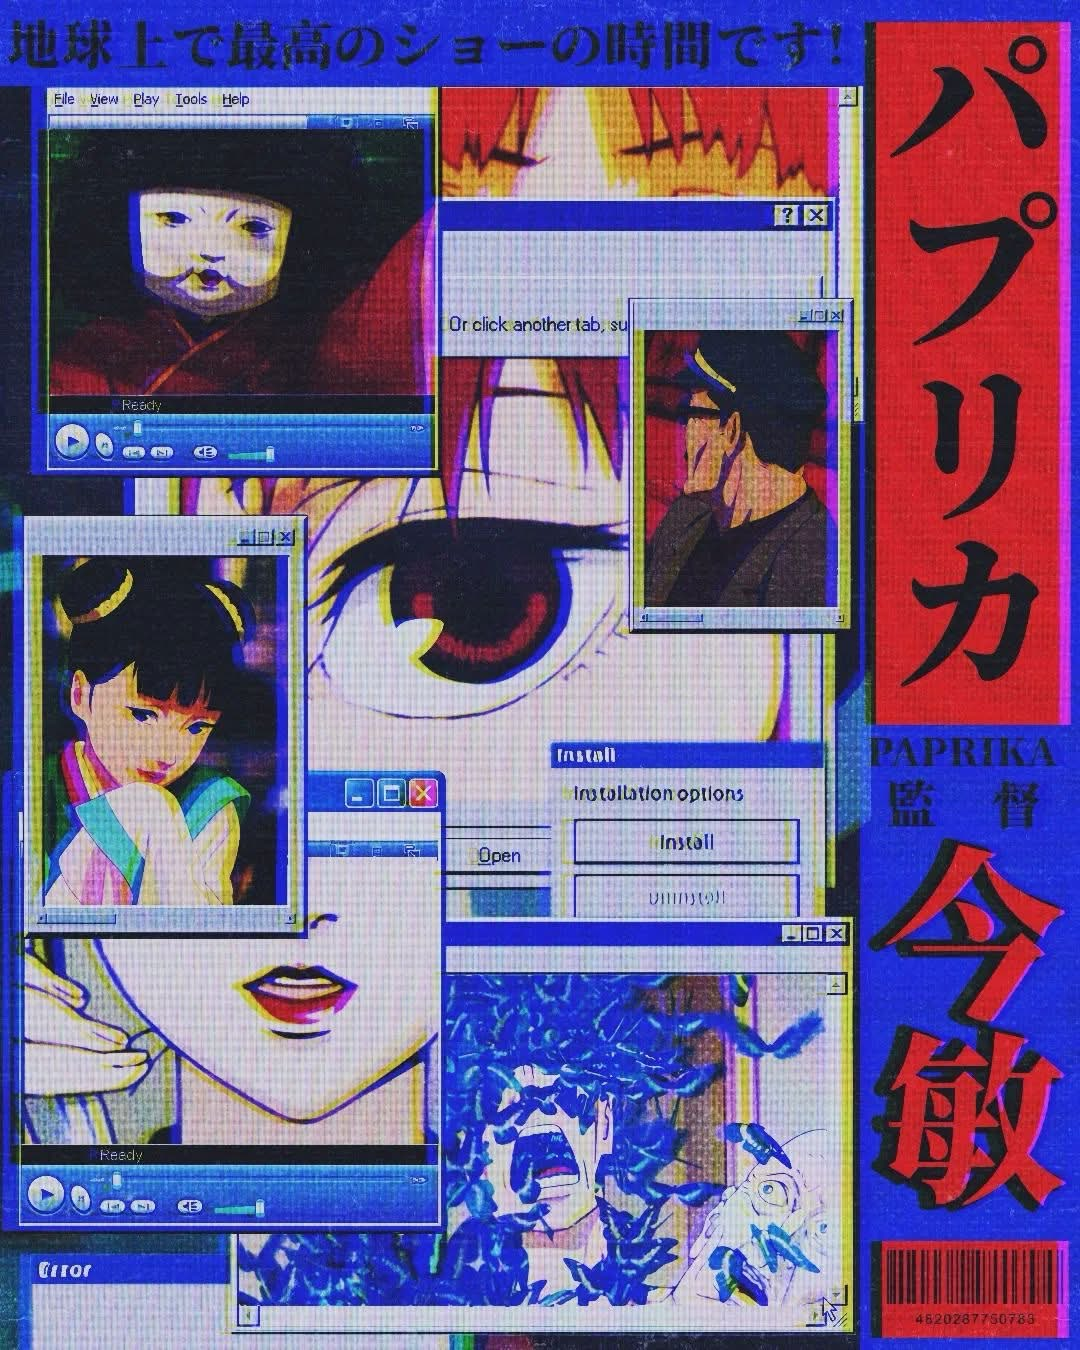 地球上で最高のショーの時間です!
パプリカ
PAPRIKA
監督
今敏
File View Play Tools Help
Ready
? X
Or click another tab, su
Install
Installation options
Install
Uninstall
Open
Ready
Error
4820287750783